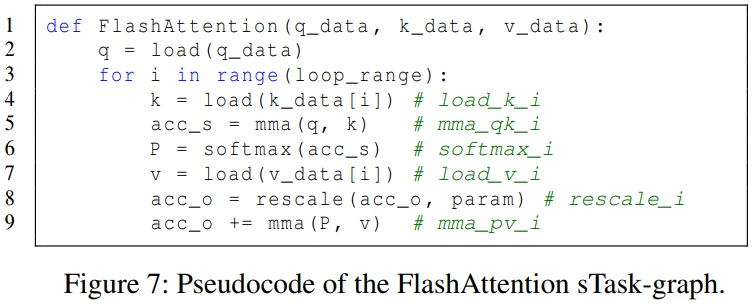 1 def FlashAttention(q_data, k_data, v_data):
2     q = load(q_data)
3     for i in range(loop_range):
4         k = load(k_data[i]) # load_k_i
5         acc_s = mma(q, k)   # mma_qk_i
6         P = softmax(acc_s)  # softmax_i
7         v = load(v_data[i]) # load_v_i
8         acc_o = rescale(acc_o, param) # rescale_i
9         acc_o += mma(P, v)  # mma_pv_i
Figure 7: Pseudocode of the FlashAttention sTask-graph.